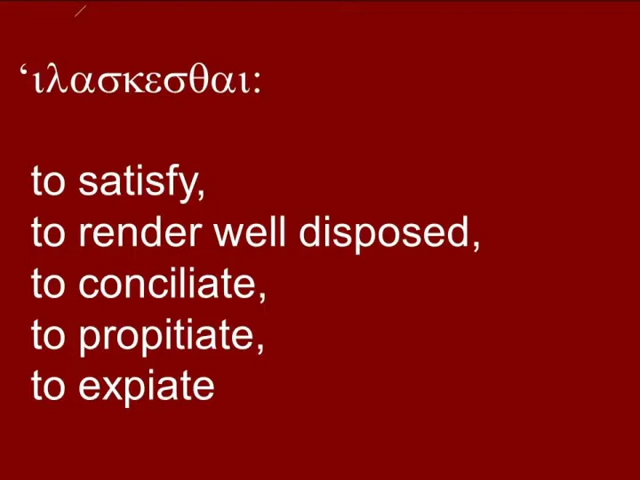 ‘ιλασκεσθαι:
to satisfy,
to render well disposed,
to conciliate,
to propitiate,
to expiate